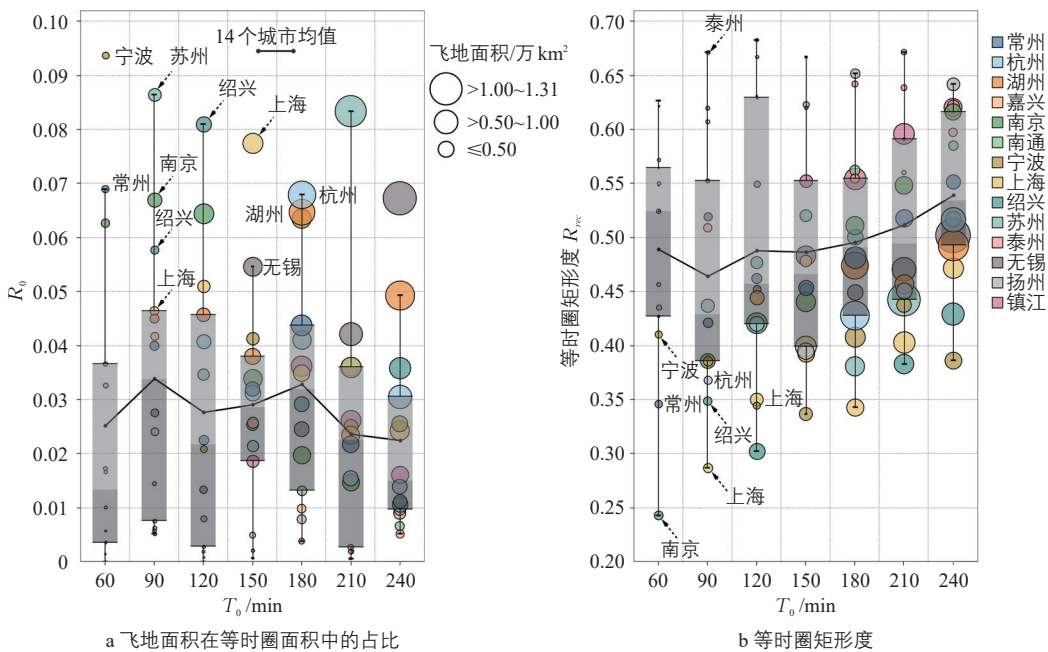 0.10
0.09
0.08
0.07
0.06
0.05
0.04
0.03
0.02
0.01
0
R₀
宁波
苏州
14个城市均值
绍兴
上海
常州
南京
绍兴
上海
无锡
湖州
杭州
60 90 120 150 180 210 240
T₀/min
a 飞地面积在等时圈面积中的占比
飞地面积/万 km²
>1.00~1.31
>0.50~1.00
≤0.50
0.70
0.65
0.60
0.55
0.50
0.45
0.40
0.35
0.30
0.25
0.20
等时圈矩形度 Rrec
泰州
宁波
杭州
常州
上海
绍兴
上海
南京
60 90 120 150 180 210 240
T₀/min
b 等时圈矩形度
常州
杭州
湖州
嘉兴
南京
南通
宁波
上海
绍兴
苏州
泰州
无锡
扬州
镇江